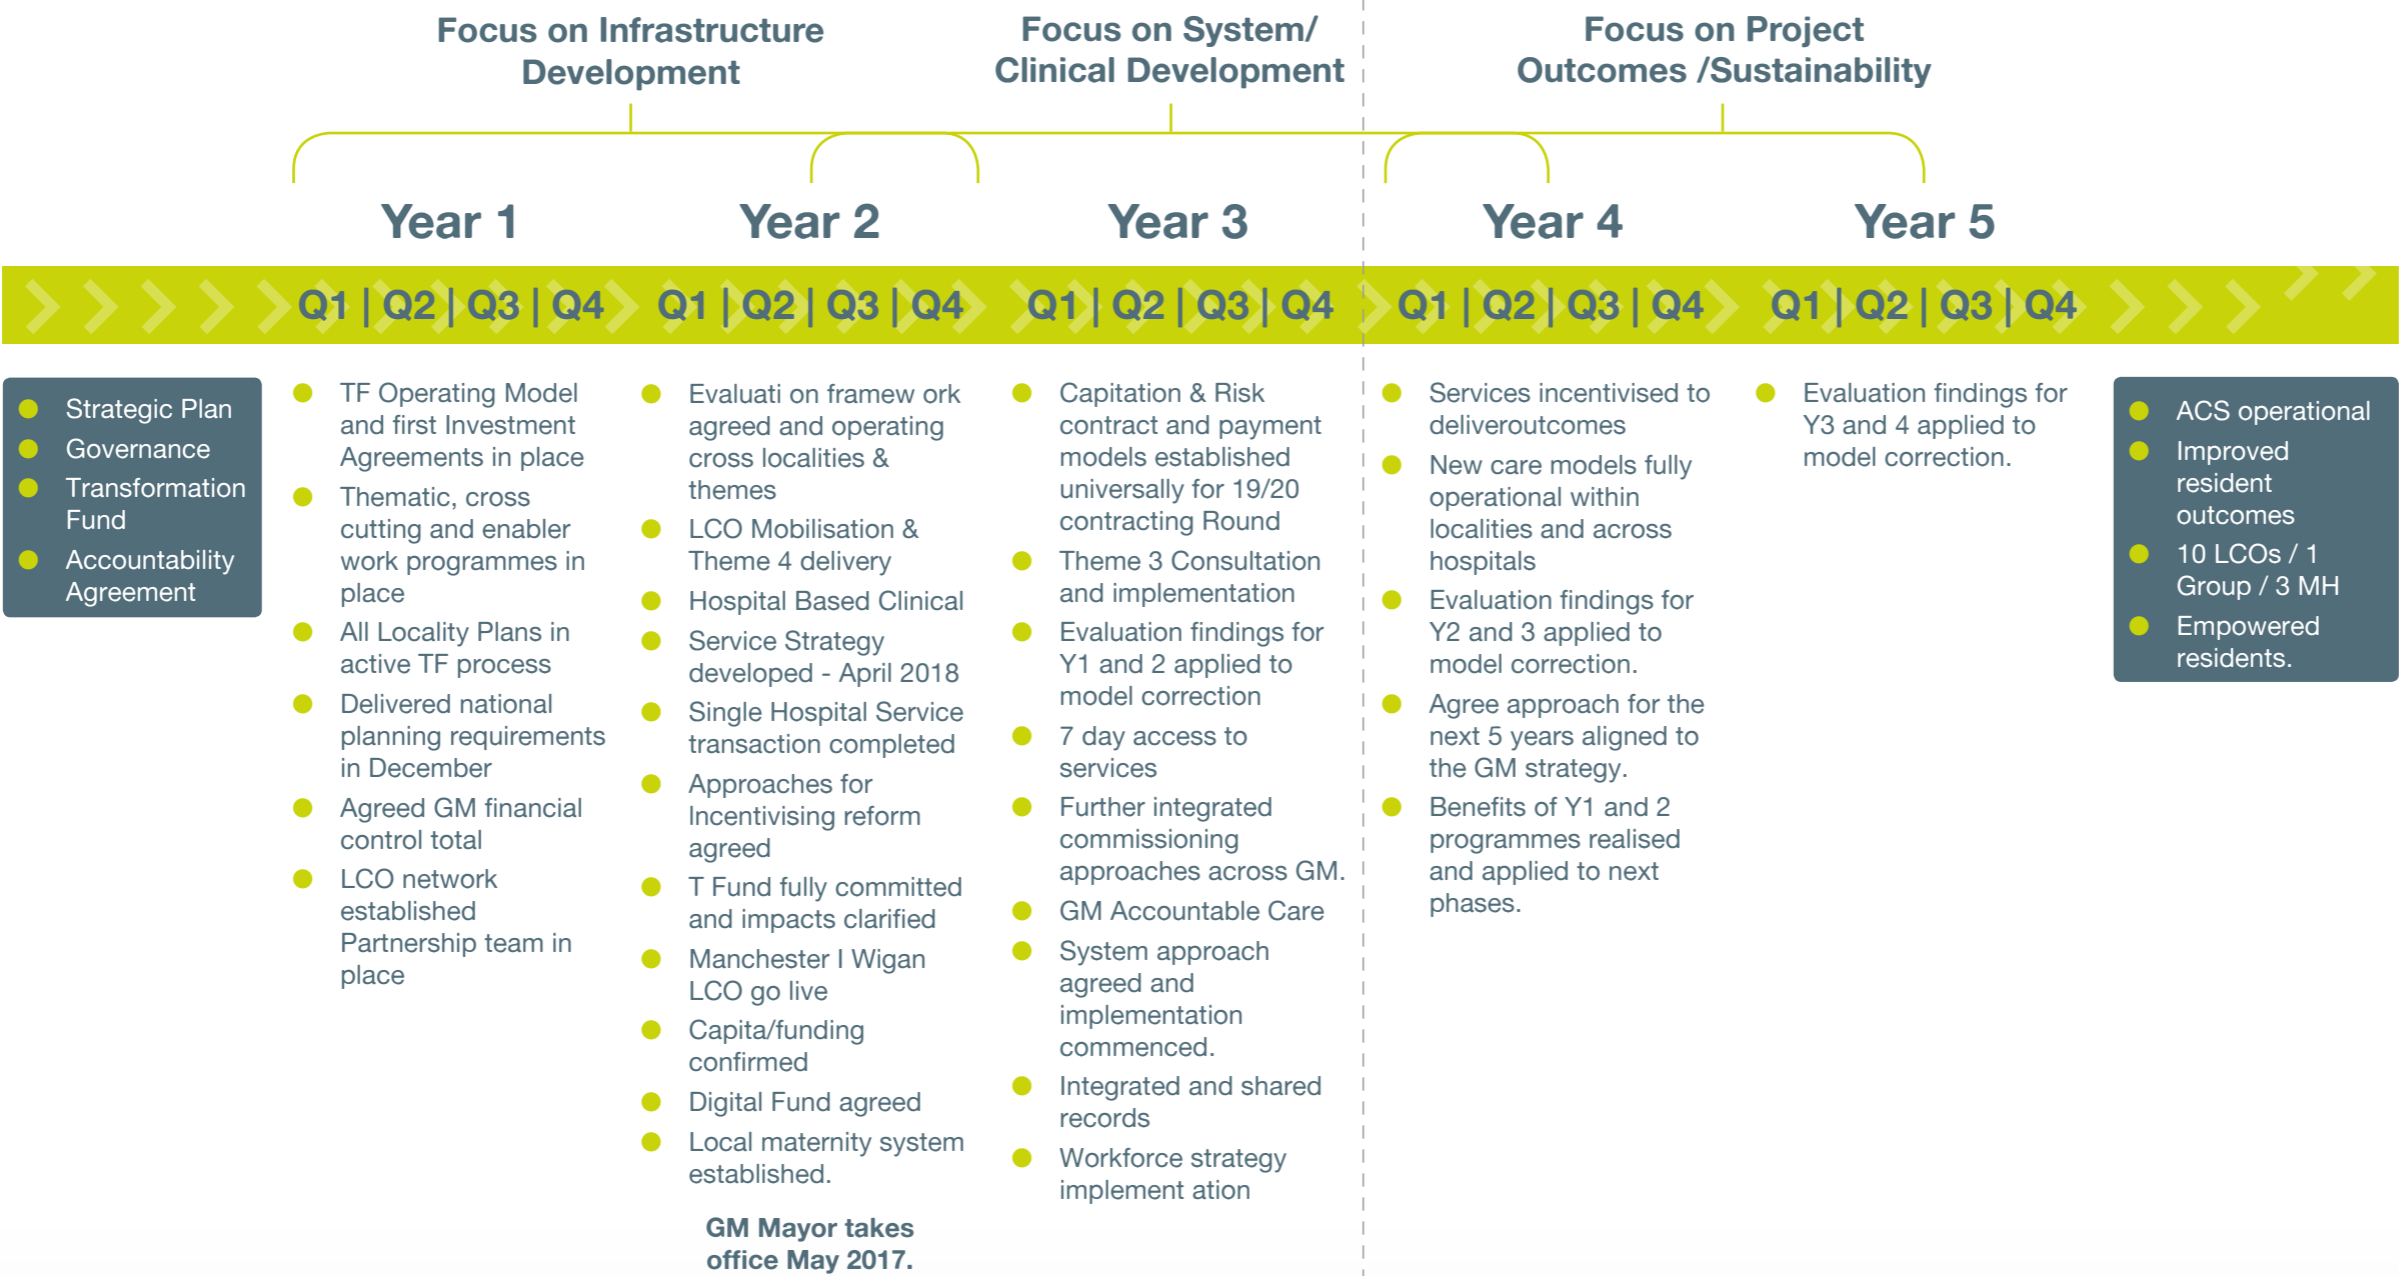 Focus on Infrastructure
Development
Focus on System/
Clinical Development
Focus on Project
Outcomes /Sustainability
Year 1
Year 2
Year 3
Year 4
Year 5
Q1 | Q2 | Q3 | Q4
Q1 | Q2 | Q3 | Q4
Q1 | Q2 | Q3 | Q4
Q1 | Q2 | Q3 | Q4
Q1 | Q2 | Q3 | Q4
Strategic Plan
Governance
Transformation
Fund
Accountability
Agreement
TF Operating Model
and first Investment
Agreements in place
Thematic, cross
cutting and enabler
work programmes in
place
All Locality Plans in
active TF process
Delivered national
planning requirements
in December
Agreed GM financial
control total
LCO network
established
Partnership team in
place
Evaluati on framew ork
agreed and operating
cross localities &
themes
LCO Mobilisation &
Theme 4 delivery
Hospital Based Clinical
Service Strategy
developed - April 2018
Single Hospital Service
transaction completed
Approaches for
Incentivising reform
agreed
T Fund fully committed
and impacts clarified
Manchester I Wigan
LCO go live
Capita/funding
confirmed
Digital Fund agreed
Local maternity system
established.
GM Mayor takes
office May 2017.
Capitation & Risk
contract and payment
models established
universally for 19/20
contracting Round
Theme 3 Consultation
and implementation
Evaluation findings for
Y1 and 2 applied to
model correction
7 day access to
services
Further integrated
commissioning
approaches across GM.
GM Accountable Care
System approach
agreed and
implementation
commenced.
Integrated and shared
records
Workforce strategy
implement ation
Services incentivised to
deliveroutcomes
New care models fully
operational within
localities and across
hospitals
Evaluation findings for
Y2 and 3 applied to
model correction.
Agree approach for the
next 5 years aligned to
the GM strategy.
Benefits of Y1 and 2
programmes realised
and applied to next
phases.
Evaluation findings for
Y3 and 4 applied to
model correction.
ACS operational
Improved
resident
outcomes
10 LCOs / 1
Group / 3 MH
Empowered
residents.